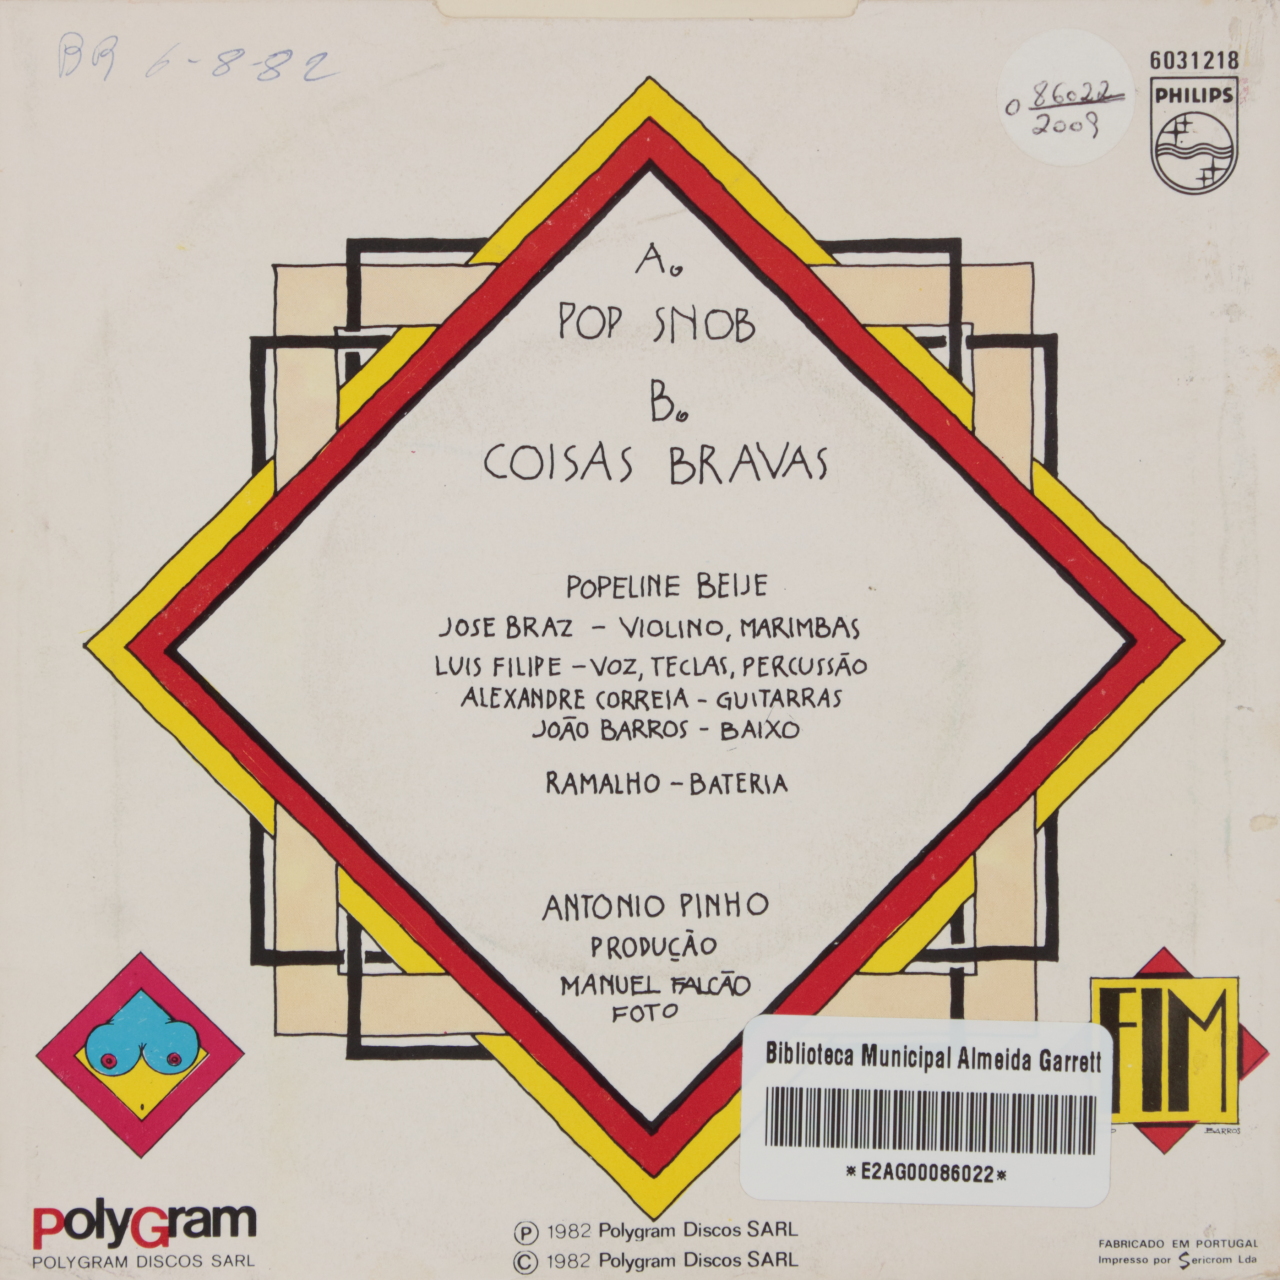 BR 6-8-82
0 86022
2009
6031218
PHILIPS
A.
POP SNOB
B.
COISAS BRAVAS
POPELINE BEIJE
JOSE BRAZ - VIOLINO, MARIMBAS
LUIS FILIPE - VOZ, TECLAS, PERCUSSÃO
ALEXANDRE CORREIA - GUITARRAS
JOÃO BARROS - BAIXO
RAMALHO - BATERIA
ANTONIO PINHO
PRODUÇÃO
MANUEL FALCÃO
FOTO
FIM
BARROS
Biblioteca Municipal Almeida Garrett
*E2AG00086022*
PolyGram
POLYGRAM DISCOS SARL
Ⓟ 1982 Polygram Discos SARL
© 1982 Polygram Discos SARL
FABRICADO EM PORTUGAL
Impresso por Sericrom Lda